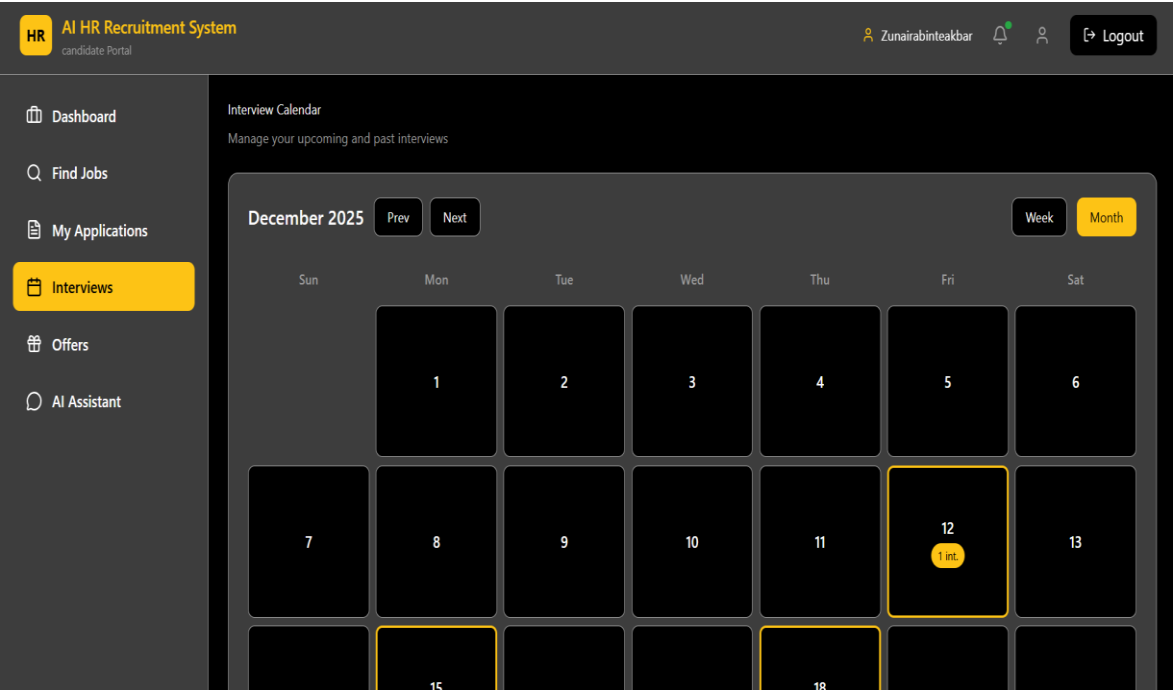 HR
AI HR Recruitment System
candidate Portal
Zunairabinteakbar
Logout
Dashboard
Find Jobs
My Applications
Interviews
Offers
AI Assistant
Interview Calendar
Manage your upcoming and past interviews
December 2025 Prev Next Week Month
Sun Mon Tue Wed Thu Fri Sat
1 2 3 4 5 6
7 8 9 10 11 12 13
1 int.
15 18